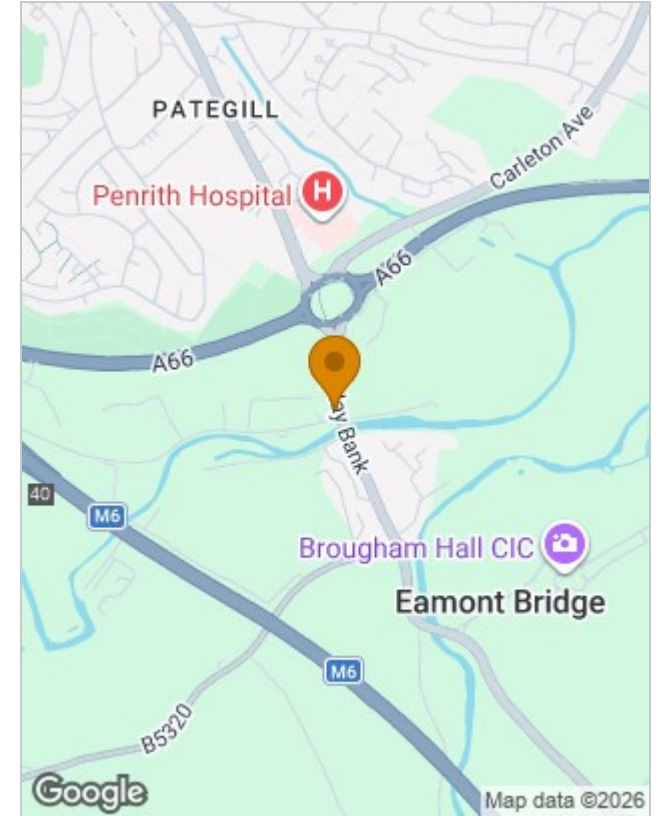 PATEGILL
Carleton Ave
Penrith Hospital
H
A66
A66
Bank
40
M6
Brougham Hall CIC
Eamont Bridge
M6
B5320
Google
Map data ©2026